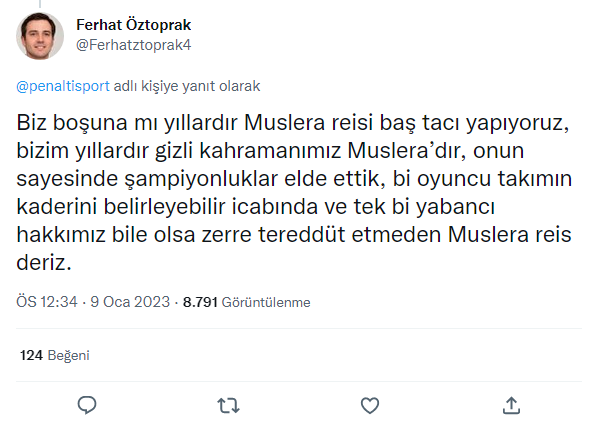 Ferhat Öztoprak
@Ferhatztoprak4
@penaltisport adlı kişiye yanıt olarak
Biz boşuna mı yıllardır Muslera reisi baş tacı yapıyoruz,
bizim yıllardır gizli kahramanımız Muslera’dır, onun
sayesinde şampiyonluklar elde ettik, bi oyuncu takımın
kaderini belirleyebilir icabında ve tek bi yabancı
hakkımız bile olsa zerre tereddüt etmeden Muslera reis
deriz.
ÖS 12:34 · 9 Oca 2023 · 8.791 Görüntülenme
124 Beğeni